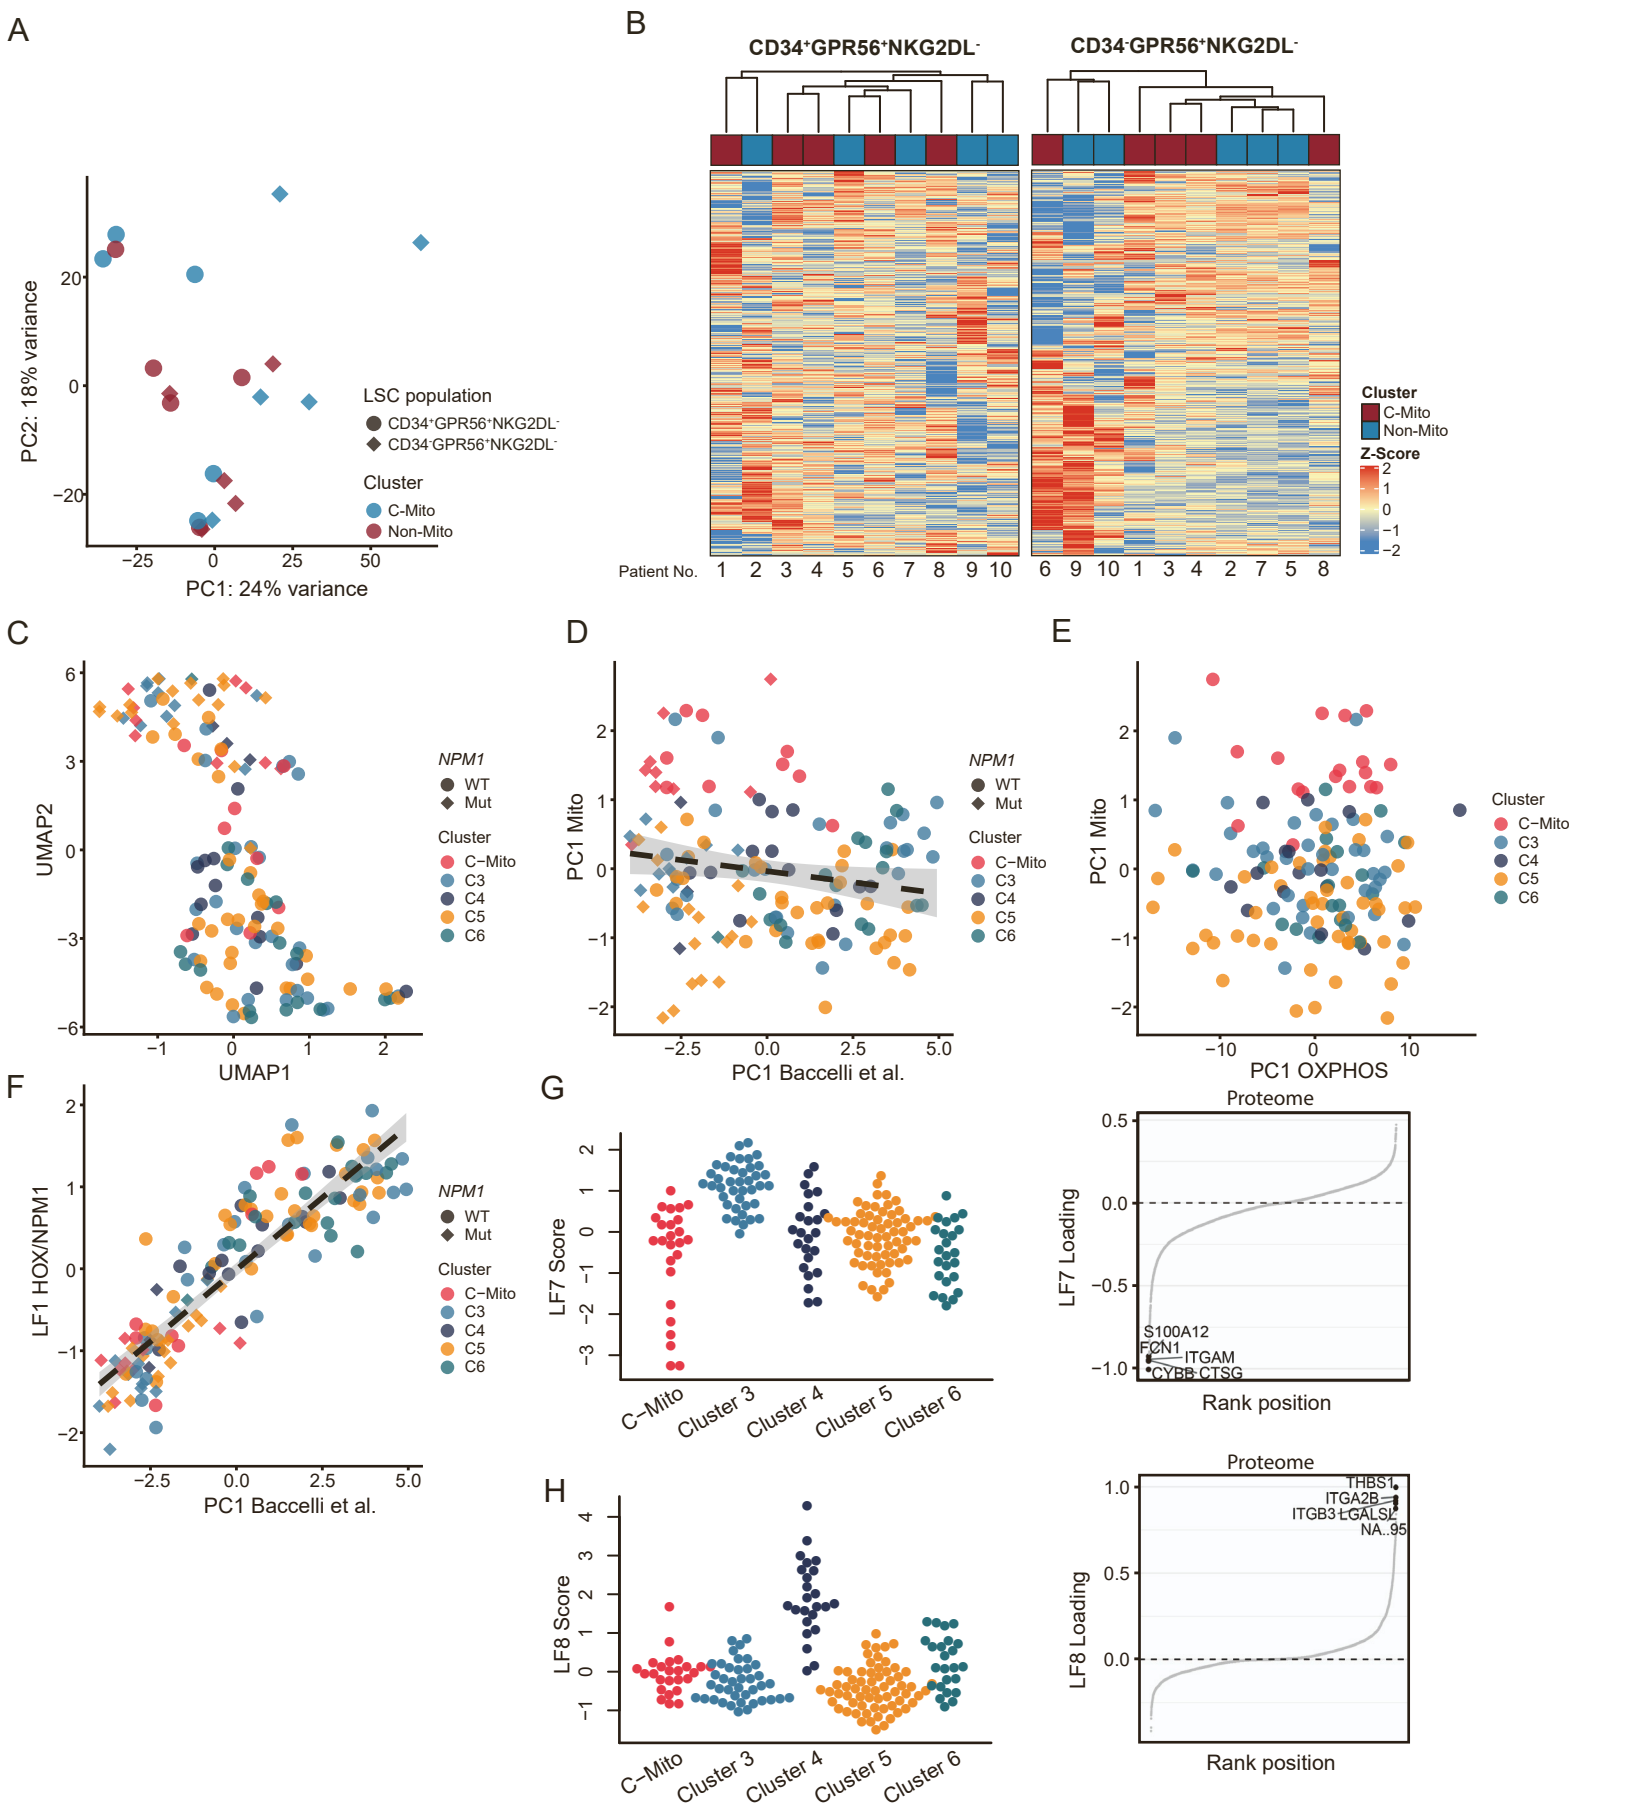 A
PC2: 18% variance
20
0
−20
−25
0
25
50
PC1: 24% variance
LSC population
CD34+GPR56+NKG2DL-
CD34-GPR56+NKG2DL-
Cluster
C-Mito
Non-Mito
B
CD34+GPR56+NKG2DL-
CD34-GPR56+NKG2DL-
Patient No.
1 2 3 4 5 6 7 8 9 10
6 9 10 1 3 4 2 7 5 8
Cluster
C-Mito
Non-Mito
Z-Score
2
1
0
−1
−2
C
UMAP2
6
3
0
−3
−6
−1
0
1
2
UMAP1
NPM1
WT
Mut
Cluster
C−Mito
C3
C4
C5
C6
D
PC1 Mito
2
1
0
−1
−2
−2.5
0.0
2.5
5.0
PC1 Baccelli et al.
NPM1
WT
Mut
Cluster
C−Mito
C3
C4
C5
C6
E
PC1 Mito
2
1
0
−1
−2
−10
0
10
PC1 OXPHOS
Cluster
C−Mito
C3
C4
C5
C6
F
LF1 HOX/NPM1
2
1
0
−1
−2
−2.5
0.0
2.5
5.0
PC1 Baccelli et al.
NPM1
WT
Mut
Cluster
C−Mito
C3
C4
C5
C6
G
LF7 Score
2
1
0
−1
−2
−3
C−Mito
Cluster 3
Cluster 4
Cluster 5
Cluster 6
Proteome
LF7 Loading
0.5
0.0
−0.5
−1.0
S100A12
FCN1
ITGAM
CYBB CTSG
Rank position
H
LF8 Score
4
3
2
1
0
−1
C−Mito
Cluster 3
Cluster 4
Cluster 5
Cluster 6
Proteome
LF8 Loading
1.0
0.5
0.0
THBS1
ITGA2B
ITGB3 LGALSL
NA..95
Rank position